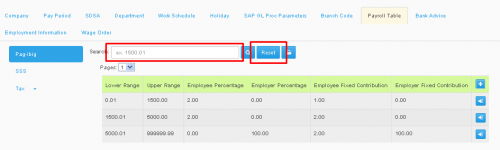 Company Pay Period SDSA Department Work Schedule Holiday SAP B1 Proc Parameters Branch Code Payroll Table Bank Advice
Employment Information Wage Order
Pag-ibig
SSS
Tax
Search: ex. 1500.01 Reset
Pages: 1
Lower Range Upper Range Employee Percentage Employer Percentage Employee Fixed Contribution Employer Fixed Contribution
0.01 1500.00 2.00 0.00 1.00 0.00
1500.01 5000.00 2.00 0.00 2.00 0.00
5000.01 999999.99 0.00 100.00 2.00 100.00